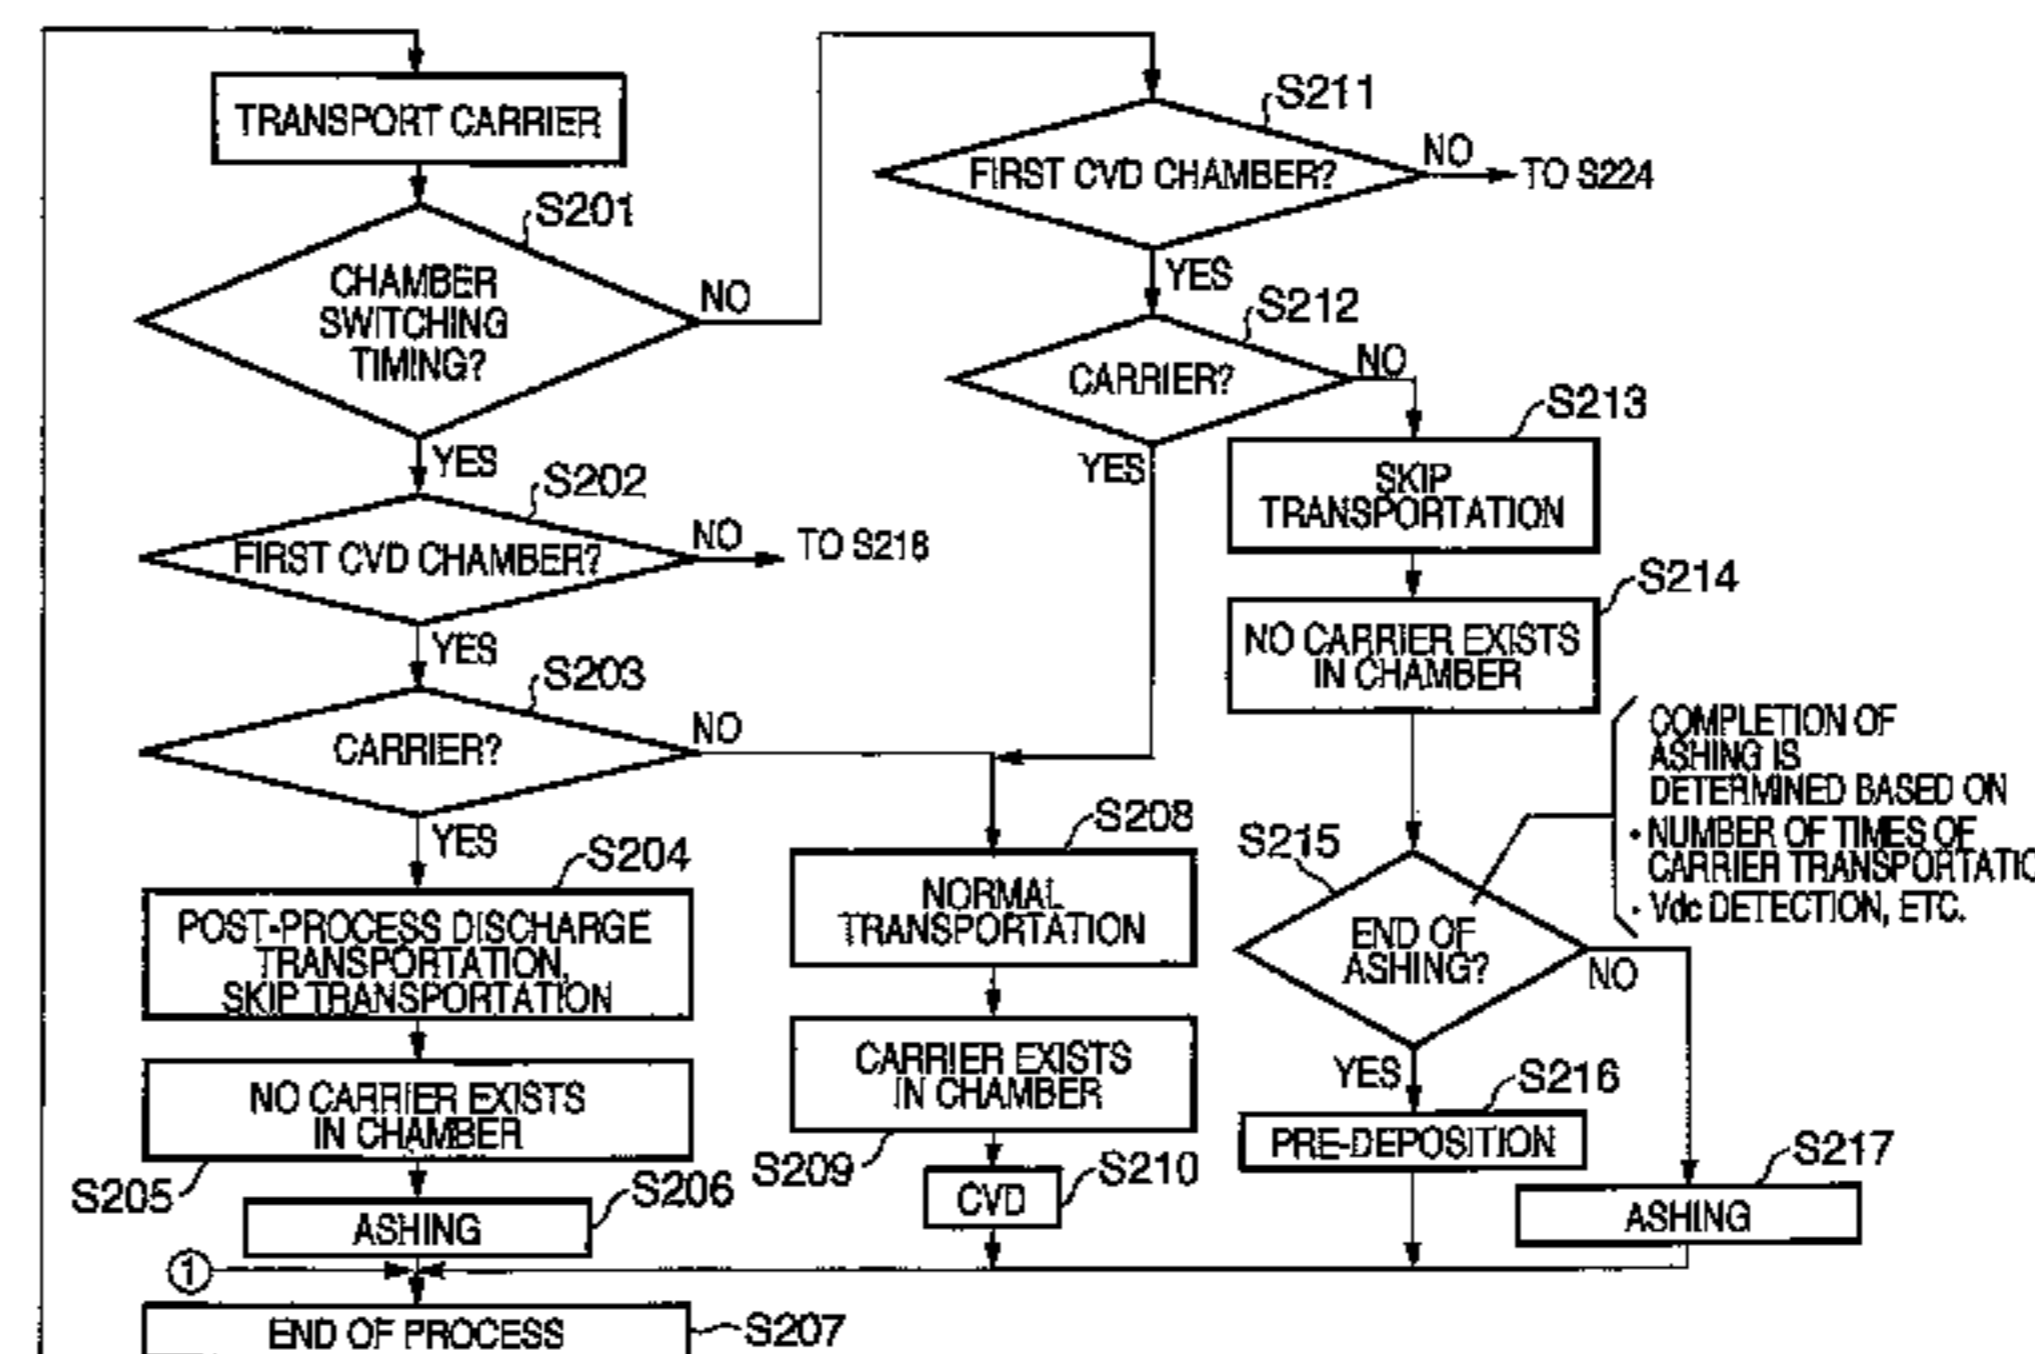 TRANSPORT CARRIER
S201
CHAMBER
SWITCHING
TIMING?
NO
YES
S202
FIRST CVD CHAMBER?
NO
TO S218
YES
S203
CARRIER?
NO
YES
S204
POST-PROCESS DISCHARGE
TRANSPORTATION,
SKIP TRANSPORTATION
NO CARRIER EXISTS
IN CHAMBER
S205
S206
ASHING
1
END OF PROCESS
S207
S208
NORMAL
TRANSPORTATION
CARRIER EXISTS
IN CHAMBER
S209
S210
CVD
S211
FIRST CVD CHAMBER?
NO
TO S224
YES
S212
CARRIER?
NO
YES
S213
SKIP
TRANSPORTATION
S214
NO CARRIER EXISTS
IN CHAMBER
COMPLETION OF
ASHING IS
DETERMINED BASED ON
• NUMBER OF TIMES OF
CARRIER TRANSPORTATIO
• Vdc DETECTION, ETC.
S215
END OF
ASHING?
NO
YES
S216
PRE-DEPOSITION
S217
ASHING